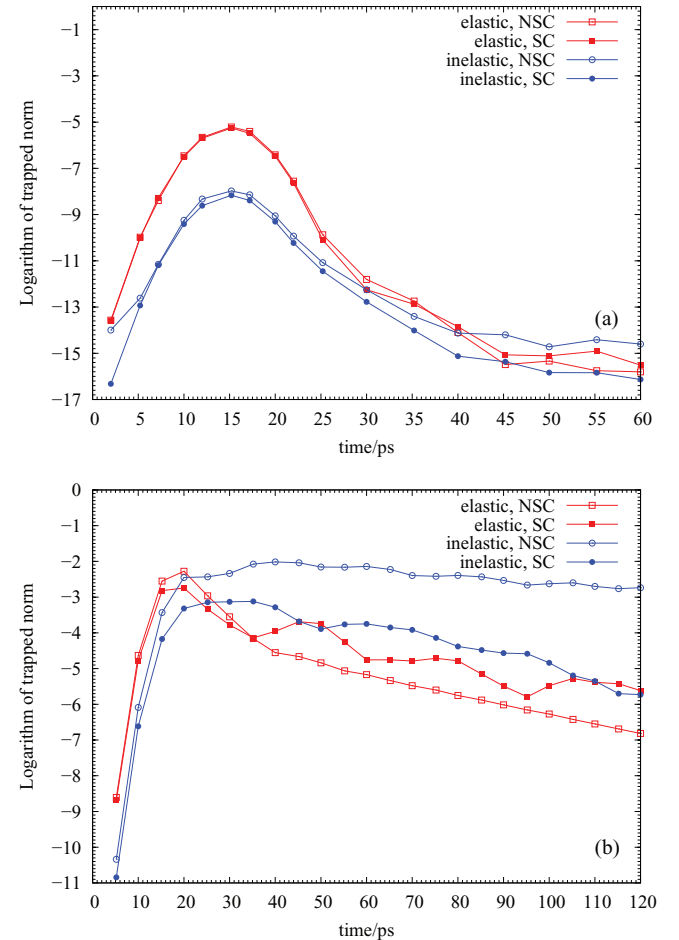 −1
−3
−5
−7
−9
−11
−13
−15
−17
Logarithm of trapped norm
elastic, NSC
elastic, SC
inelastic, NSC
inelastic, SC
(a)
0 5 10 15 20 25 30 35 40 45 50 55 60
time/ps
0
−1
−2
−3
−4
−5
−6
−7
−8
−9
−10
−11
Logarithm of trapped norm
elastic, NSC
elastic, SC
inelastic, NSC
inelastic, SC
(b)
0 10 20 30 40 50 60 70 80 90 100 110 120
time/ps